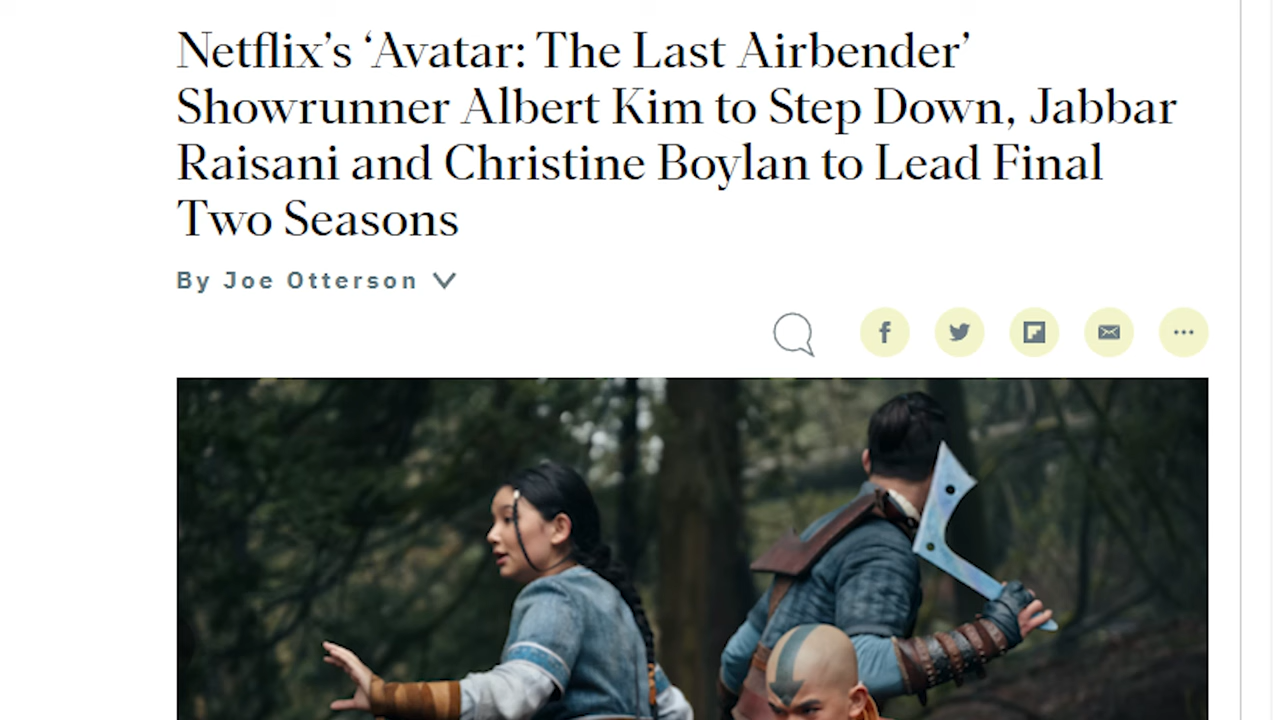 Netflix’s ‘Avatar: The Last Airbender’
Showrunner Albert Kim to Step Down, Jabbar
Raisani and Christine Boylan to Lead Final
Two Seasons
By Joe Otterson